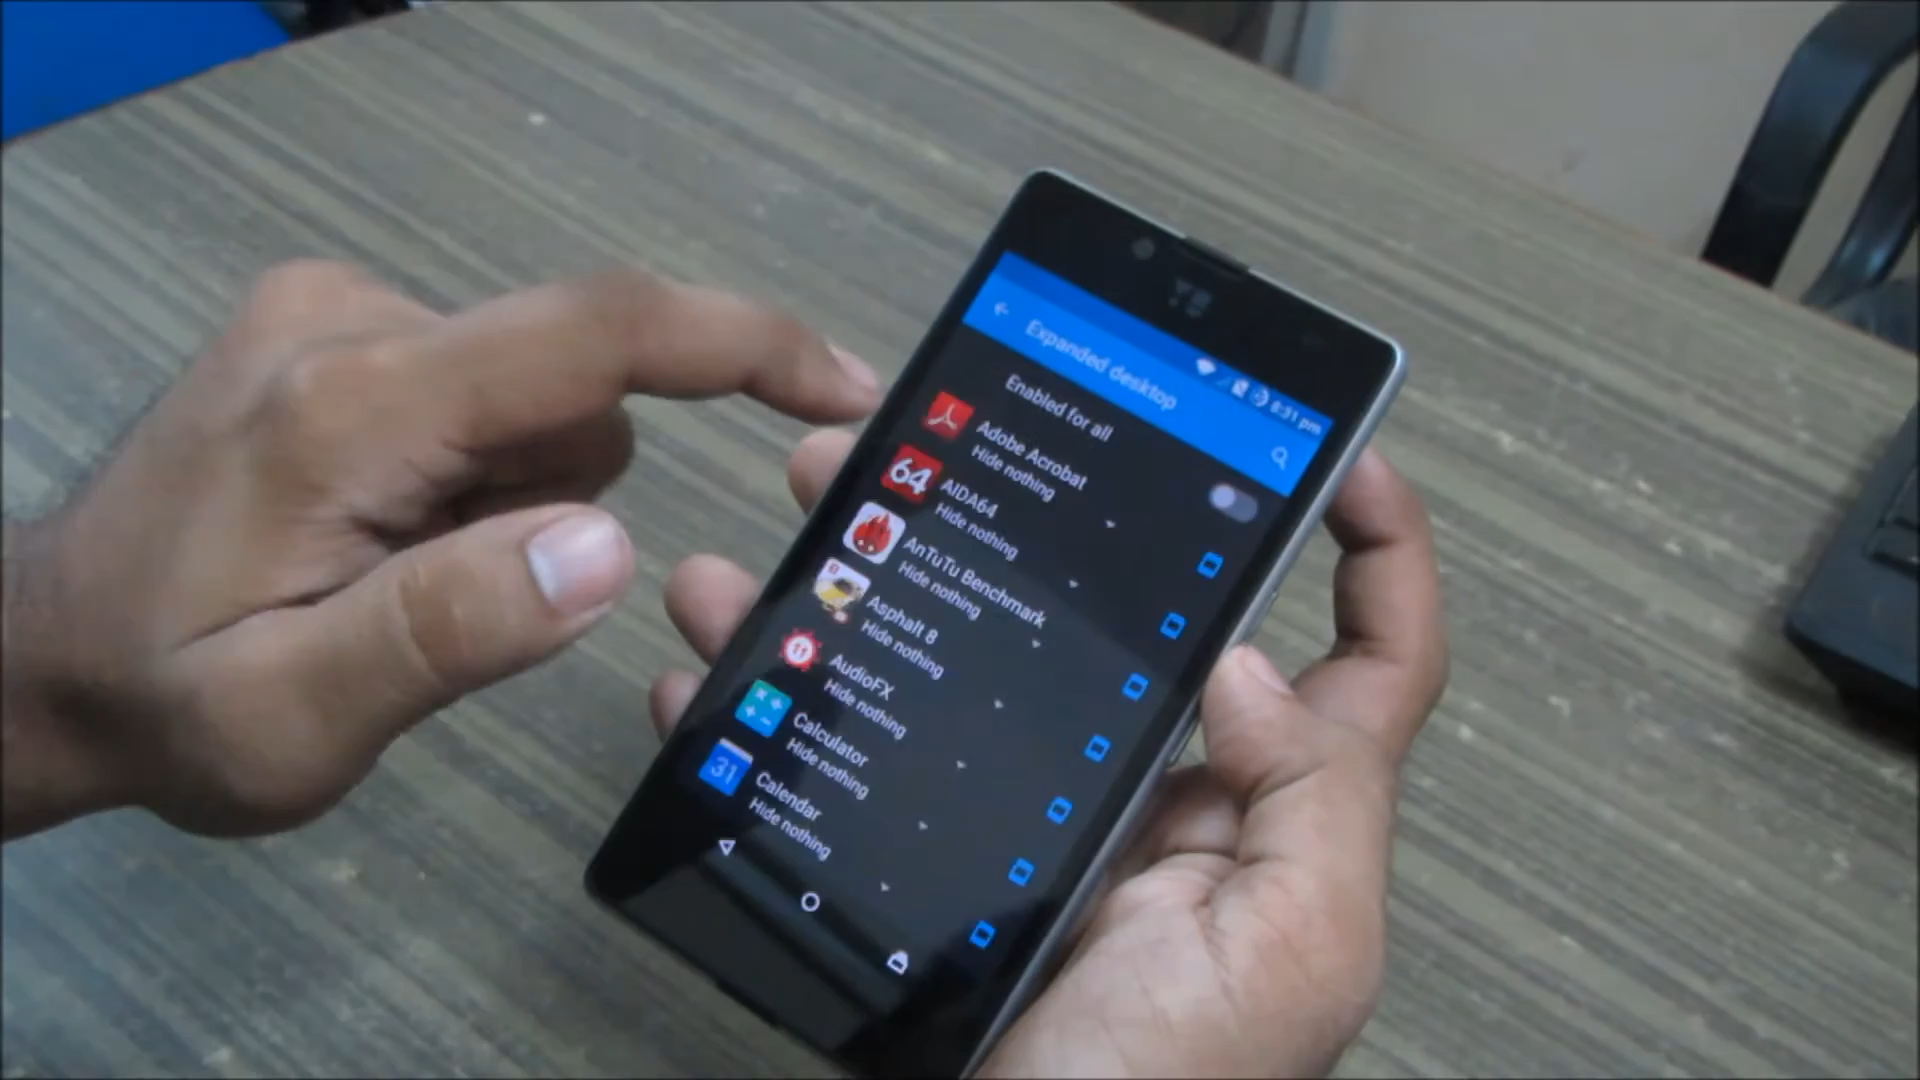 YU
6:31 pm
Expanded desktop
Enabled for all
Adobe Acrobat
Hide nothing
64
AIDA64
Hide nothing
AnTuTu Benchmark
Hide nothing
Asphalt 8
Hide nothing
AudioFX
Hide nothing
Calculator
Hide nothing
31
Calendar
Hide nothing